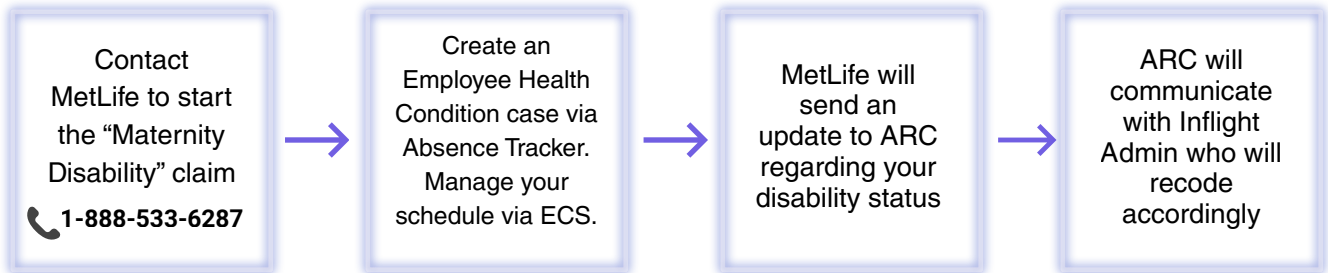 Contact
MetLife to start
the “Maternity
Disability” claim
1-888-533-6287
Create an
Employee Health
Condition case via
Absence Tracker.
Manage your
schedule via ECS.
MetLife will
send an
update to ARC
regarding your
disability status
ARC will
communicate
with Inflight
Admin who will
recode
accordingly